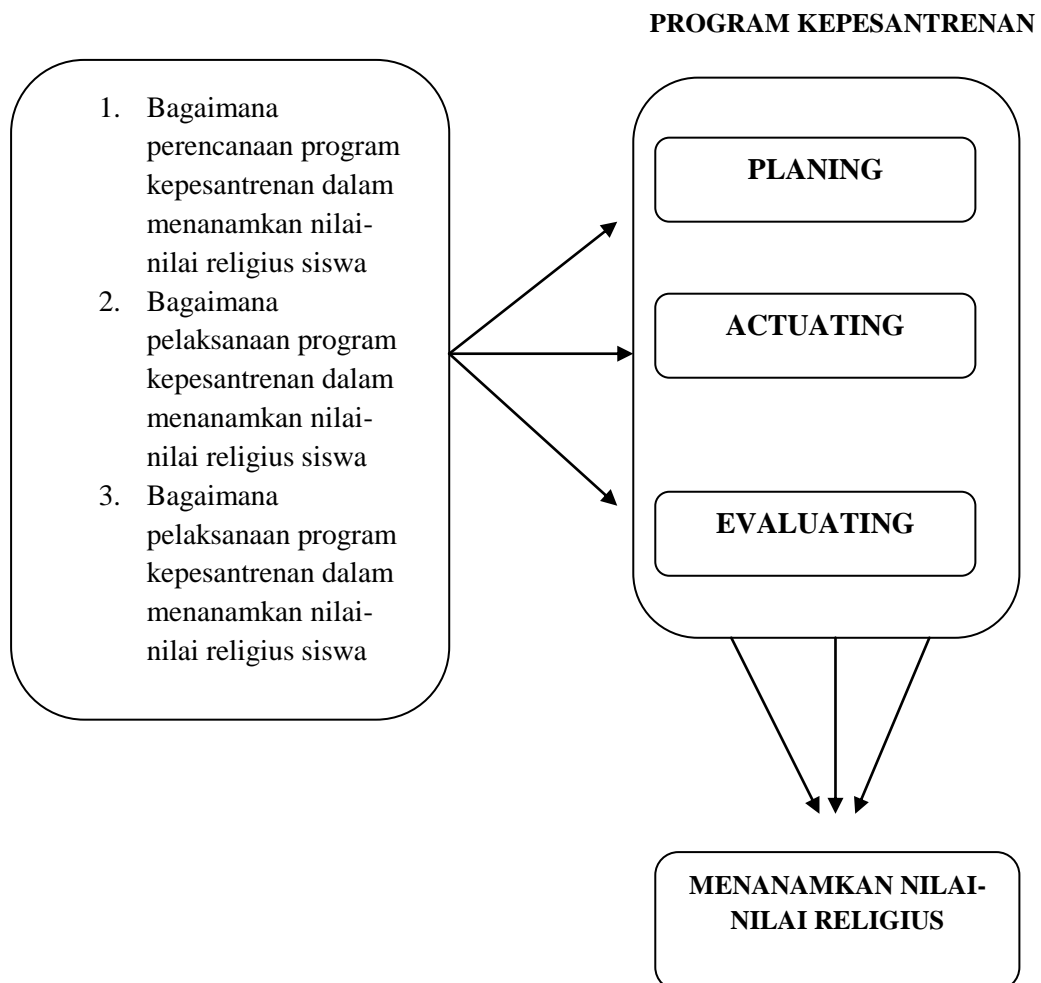 PROGRAM KEPESANTRENAN
1. Bagaimana
perencanaan program
kepesantrenan dalam
menanamkan nilai-
nilai religius siswa
2. Bagaimana
pelaksanaan program
kepesantrenan dalam
menanamkan nilai-
nilai religius siswa
3. Bagaimana
pelaksanaan program
kepesantrenan dalam
menanamkan nilai-
nilai religius siswa
PLANING
ACTUATING
EVALUATING
MENANAMKAN NILAI-
NILAI RELIGIUS